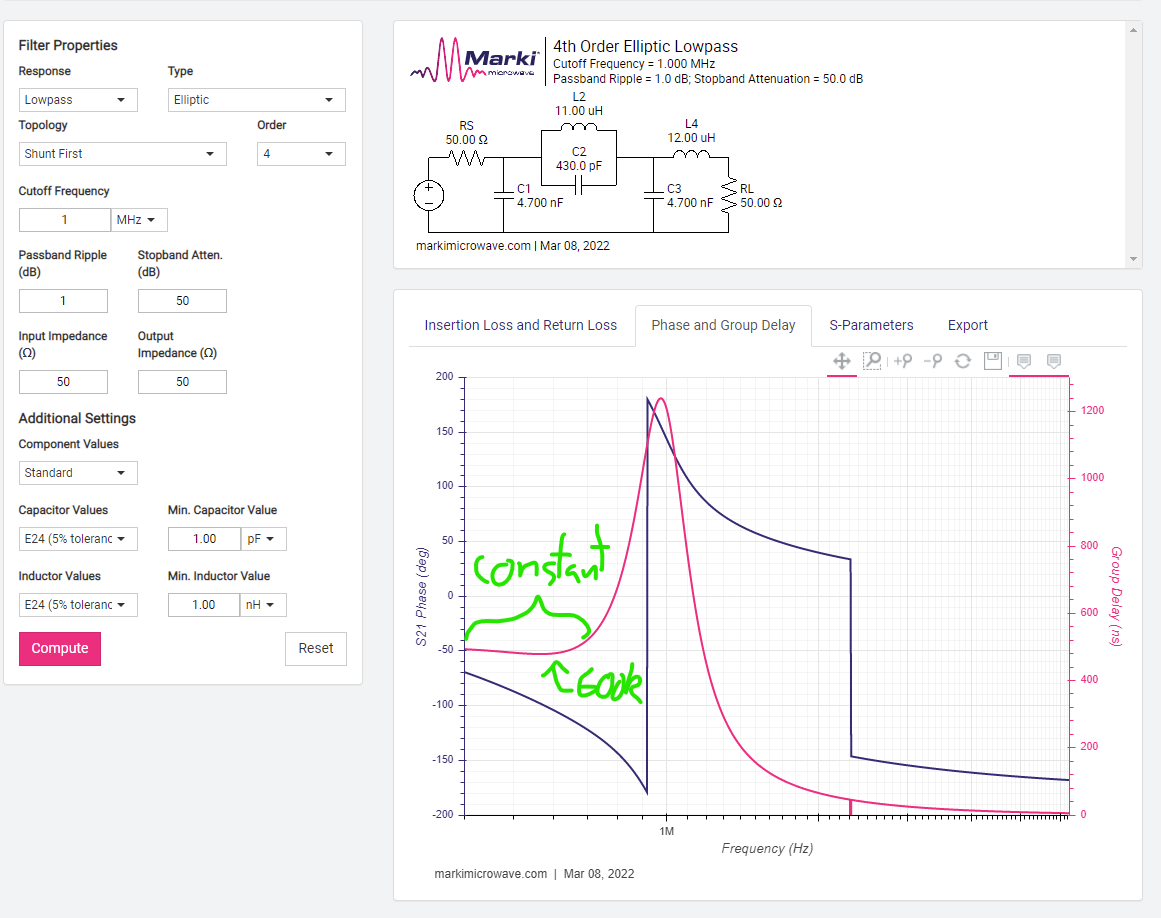 Filter Properties
Response Type
Lowpass Elliptic
Topology Order
Shunt First 4
Cutoff Frequency
1 MHz
Passband Ripple (dB) Stopband Atten. (dB)
1 50
Input Impedance (Ω) Output Impedance (Ω)
50 50
Additional Settings
Component Values
Standard
Capacitor Values Min. Capacitor Value
E24 (5% toleranc 1.00 pF
Inductor Values Min. Inductor Value
E24 (5% toleranc 1.00 nH
Compute Reset
Marki
microwave
4th Order Elliptic Lowpass
Cutoff Frequency = 1.000 MHz
Passband Ripple = 1.0 dB; Stopband Attenuation = 50.0 dB
L2
11.00 uH
RS
50.00 Ω
L4
12.00 uH
C2
430.0 pF
C1
4.700 nF
C3
4.700 nF
RL
50.00 Ω
markimicrowave.com | Mar 08, 2022
Insertion Loss and Return Loss Phase and Group Delay S-Parameters Export
200
150
100
50
0
-50
-100
-150
-200
S21 Phase (deg)
constant
600k
1200
1000
800
600
400
200
0
Group Delay (ns)
1M
Frequency (Hz)
markimicrowave.com | Mar 08, 2022